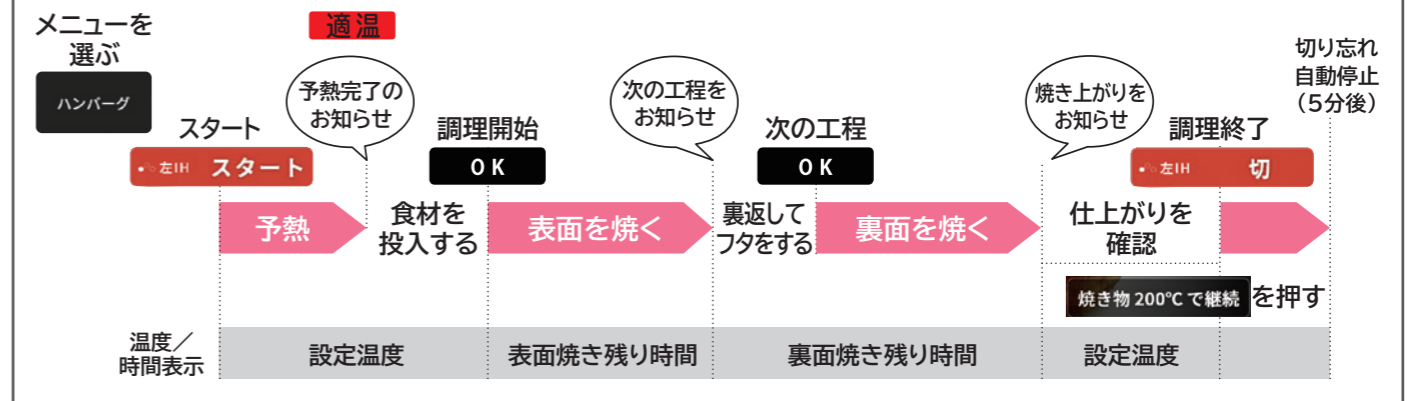 メニューを
選ぶ
ハンバーグ
スタート
左IH スタート
適温
予熱完了の
お知らせ
調理開始
OK
次の工程を
お知らせ
次の工程
OK
焼き上がりを
お知らせ
調理終了
左IH 切
切り忘れ
自動停止
（5分後）
予熱
食材を
投入する
表面を焼く
裏返して
フタをする
裏面を焼く
仕上がりを
確認
焼き物 200℃ で継続 を押す
温度／
時間表示
設定温度
表面焼き残り時間
裏面焼き残り時間
設定温度